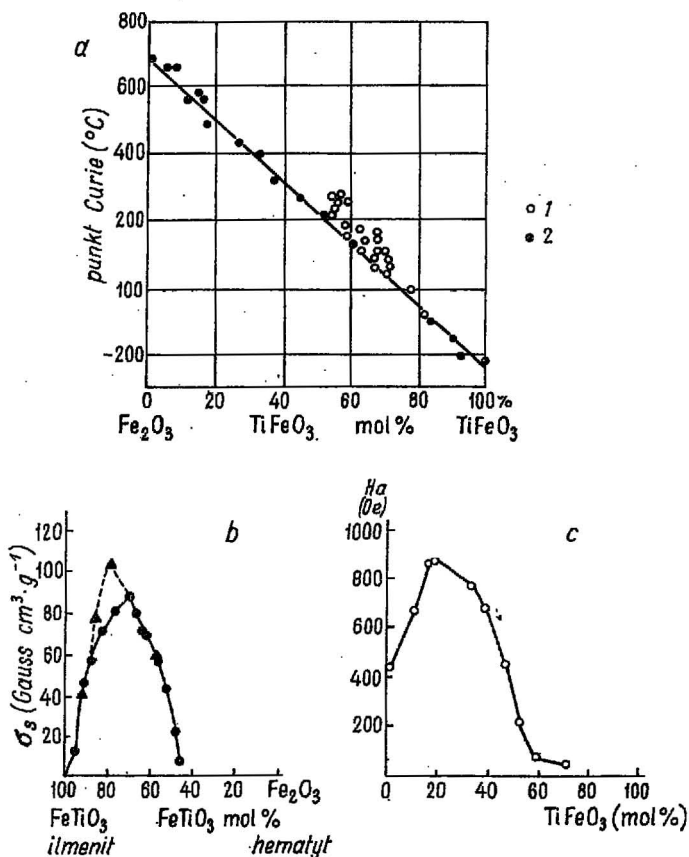 a
punkt Curie (°C)
800
600
400
200
100
-200
0 20 40 60 80 100%
Fe₂O₃ TiFeO₃. mol % TiFeO₃
1
2
b
σs (Gauss cm³·g⁻¹)
120
100
80
60
40
20
100 80 60 40 20 0
Fe₂O₃
FeTiO₃ FeTiO₃ mol %
ilmenit hematyt
c
Ha
(Oe)
1000
800
600
400
200
0 20 40 60 80 100
TiFeO₃ (mol %)